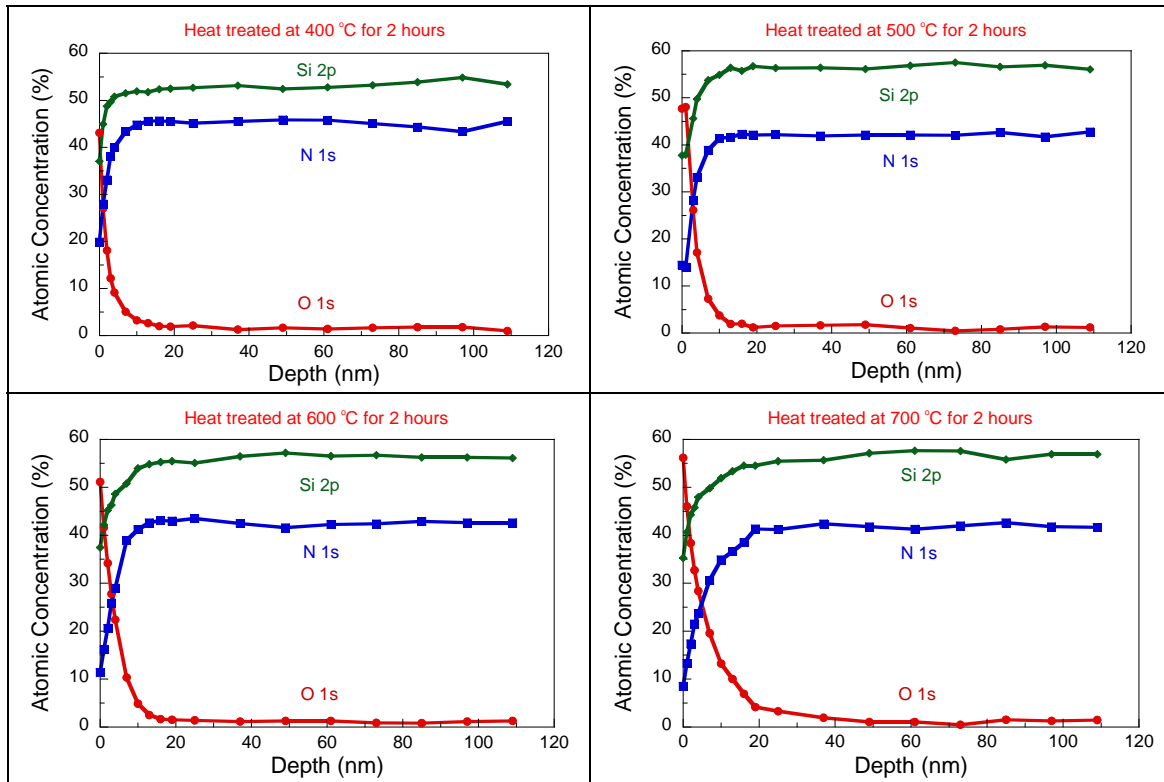 Heat treated at 400 °C for 2 hours
Atomic Concentration (%)
60
50
40
30
20
10
0
Si 2p
N 1s
O 1s
0 20 40 60 80 100 120
Depth (nm)
Heat treated at 500 °C for 2 hours
Atomic Concentration (%)
60
50
40
30
20
10
0
Si 2p
N 1s
O 1s
0 20 40 60 80 100 120
Depth (nm)
Heat treated at 600 °C for 2 hours
Atomic Concentration (%)
60
50
40
30
20
10
0
Si 2p
N 1s
O 1s
0 20 40 60 80 100 120
Depth (nm)
Heat treated at 700 °C for 2 hours
Atomic Concentration (%)
60
50
40
30
20
10
0
Si 2p
N 1s
O 1s
0 20 40 60 80 100 120
Depth (nm)